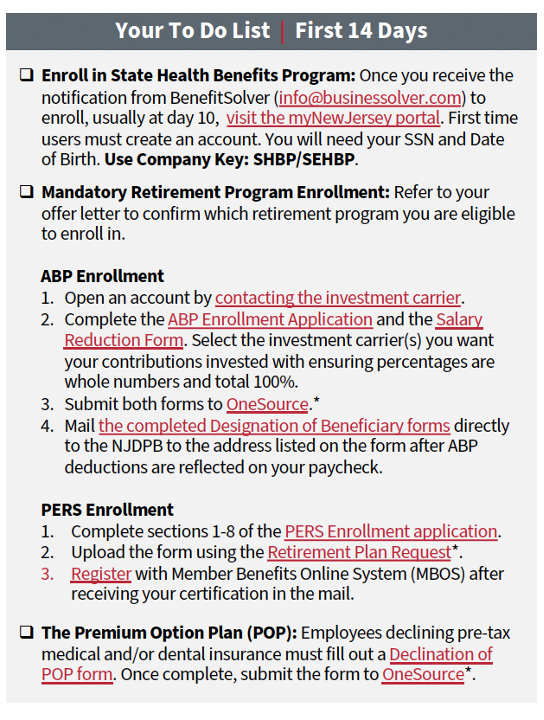 Your To Do List | First 14 Days
❑ Enroll in State Health Benefits Program: Once you receive the
notification from BenefitSolver (info@businessolver.com) to
enroll, usually at day 10, visit the myNewJersey portal. First time
users must create an account. You will need your SSN and Date
of Birth. Use Company Key: SHBP/SEHBP.
❑ Mandatory Retirement Program Enrollment: Refer to your
offer letter to confirm which retirement program you are eligible
to enroll in.
ABP Enrollment
1. Open an account by contacting the investment carrier.
2. Complete the ABP Enrollment Application and the Salary
Reduction Form. Select the investment carrier(s) you want
your contributions invested with ensuring percentages are
whole numbers and total 100%.
3. Submit both forms to OneSource.*
4. Mail the completed Designation of Beneficiary forms directly
to the NJDPB to the address listed on the form after ABP
deductions are reflected on your paycheck.
PERS Enrollment
1. Complete sections 1-8 of the PERS Enrollment application.
2. Upload the form using the Retirement Plan Request*.
3. Register with Member Benefits Online System (MBOS) after
receiving your certification in the mail.
❑ The Premium Option Plan (POP): Employees declining pre-tax
medical and/or dental insurance must fill out a Declination of
POP form. Once complete, submit the form to OneSource*.